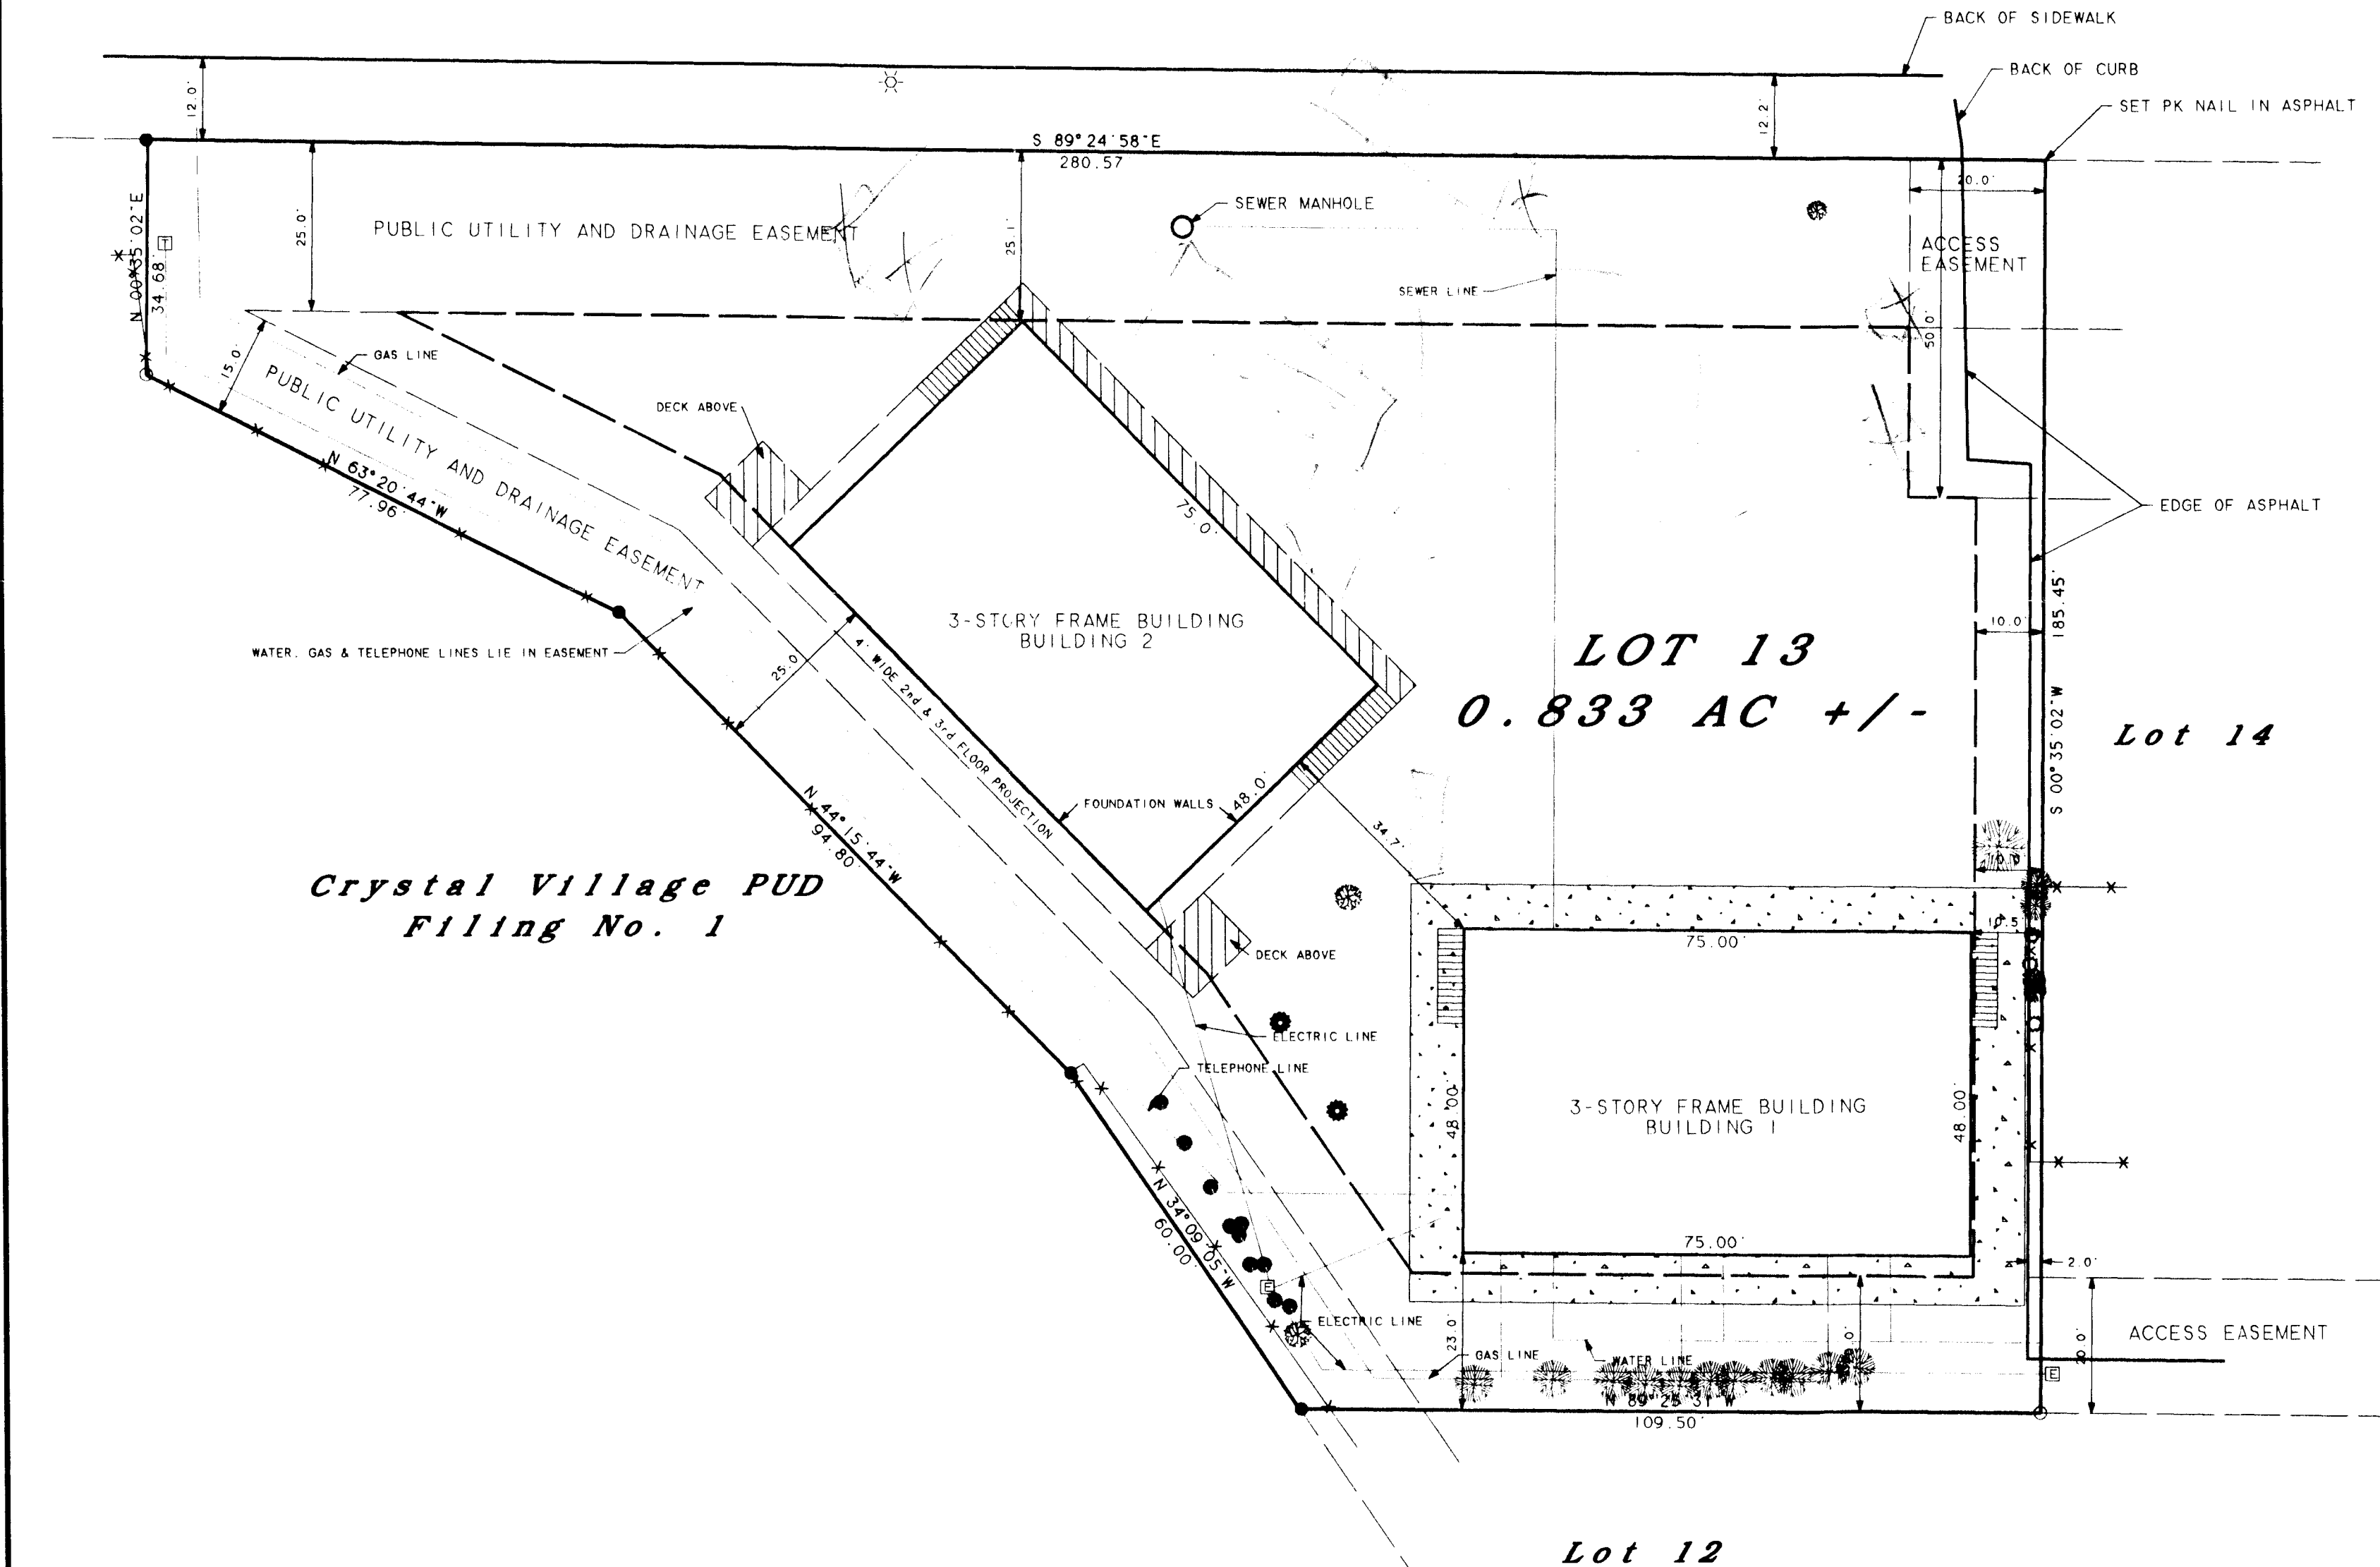 BACK OF SIDEWALK
BACK OF CURB
SET PK NAIL IN ASPHALT
12.0'
12.2'
S 89°24'58"E
280.57
N 00°35'02"E
34.68'
T
25.0'
PUBLIC UTILITY AND DRAINAGE EASEMENT
25.1'
SEWER MANHOLE
SEWER LINE
20.0'
ACCESS
EASEMENT
50.0'
15.0'
GAS LINE
PUBLIC UTILITY AND DRAINAGE EASEMENT
N 63°20'44"W
77.96'
DECK ABOVE
75.0'
EDGE OF ASPHALT
3-STORY FRAME BUILDING
BUILDING 2
WATER, GAS & TELEPHONE LINES LIE IN EASEMENT
25.0'
4' WIDE 2nd & 3rd FLOOR PROJECTION
LOT 13
0.833 AC +/-
10.0'
S 00°35'02"W 185.45'
Lot 14
FOUNDATION WALLS
48.0'
34.7'
N 44°15'44"W
94.80'
Crystal Village PUD
Filing No. 1
10.0
10.5'
75.00'
DECK ABOVE
ELECTRIC LINE
TELEPHONE LINE
48.00'
3-STORY FRAME BUILDING
BUILDING 1
48.00'
N 34°09'05"W
60.00'
75.00'
2.0'
E
ELECTRIC LINE
23.0'
GAS LINE
WATER LINE
20.0'
ACCESS EASEMENT
E
109.50'
Lot 12